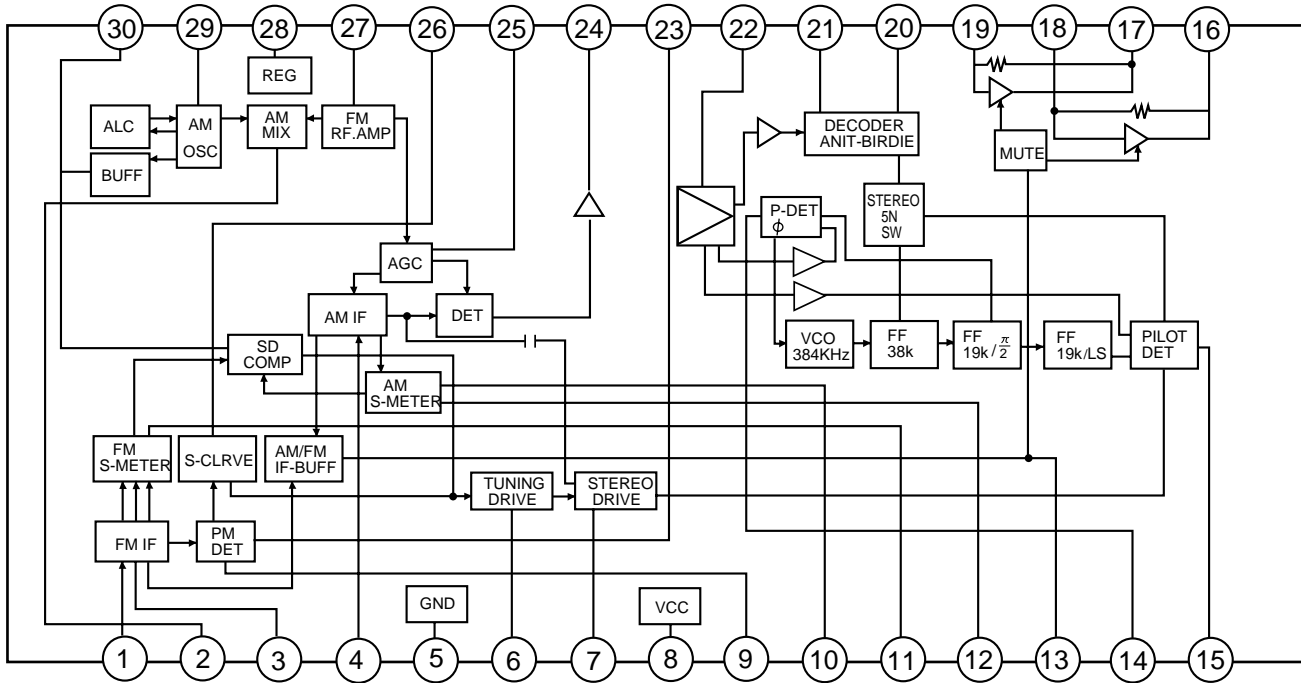 30 29 28 27 26 25 24 23 22 21 20 19 18 17 16
REG
ALC
AM
OSC
AM
MIX
FM
RF.AMP
BUFF
DECODER
ANIT-BIRDIE
MUTE
P-DET
ϕ
STEREO
5N
SW
AGC
AM IF
DET
SD
COMP
AM
S-METER
VCO
384KHz
FF
38k
FF
19k/π/2
FF
19k/LS
PILOT
DET
FM
S-METER
S-CLRVE
AM/FM
IF-BUFF
TUNING
DRIVE
STEREO
DRIVE
FM IF
PM
DET
GND
VCC
1 2 3 4 5 6 7 8 9 10 11 12 13 14 15